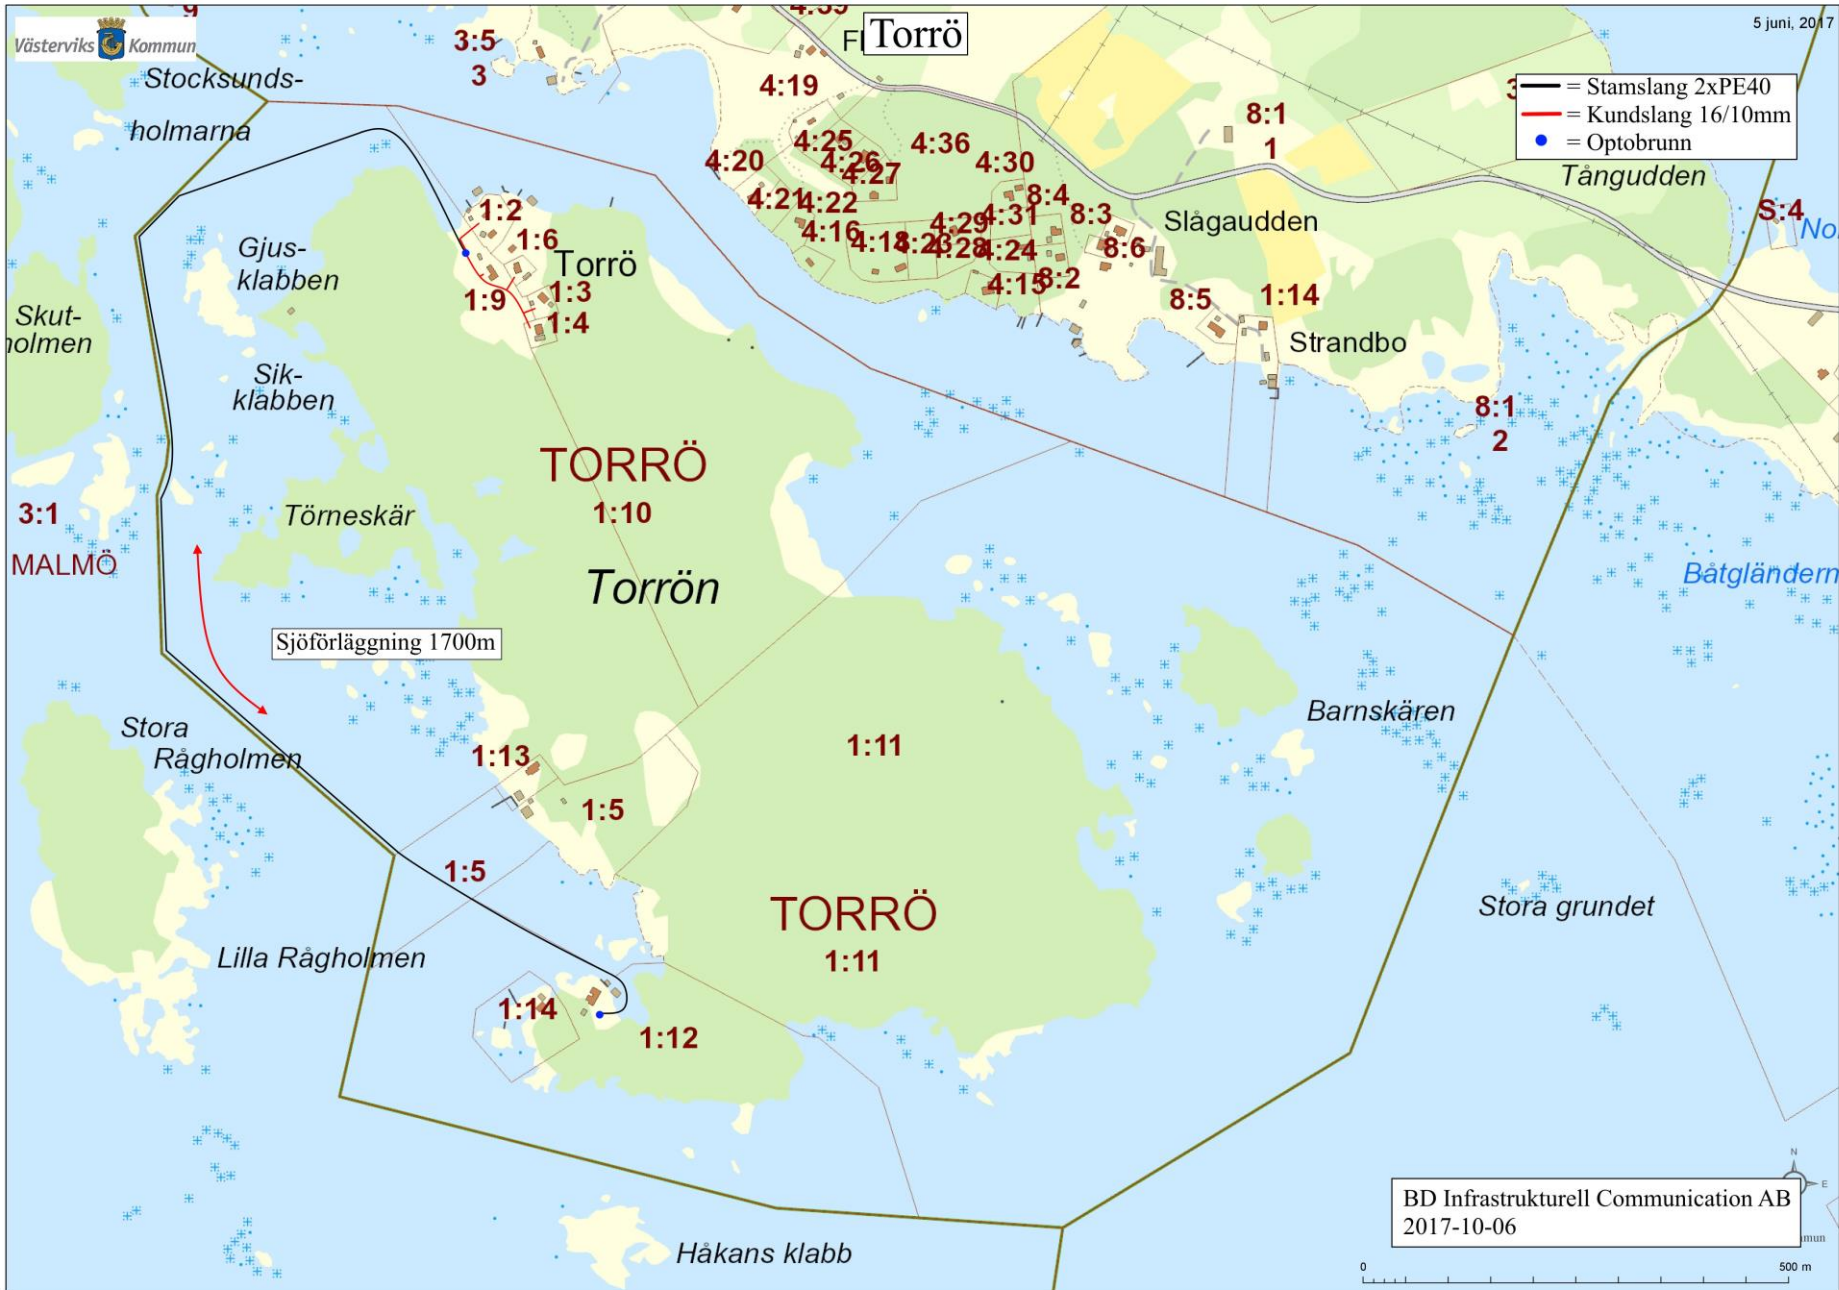 Västerviks Kommun
Torrö
5 juni, 2017
= Stamslang 2xPE40
= Kundslang 16/10mm
= Optobrunn
9
3:5
3
Stocksunds-
holmarna
4:19
8:1
1
4:25
4:36
4:20
4:26
4:27
4:30
Tångudden
4:21
4:22
8:4
S:4
1:2
4:31
8:3
Slågaudden
4:29
4:16
4:23
4:28
4:24
8:6
1:6
Gjus-
klabben
Torrö
1:3
1:9
4:15
8:2
8:5
1:14
1:4
Skut-
holmen
Strandbo
Sik-
klabben
8:1
2
TORRÖ
1:10
3:1
Törneskär
MALMÖ
Torrön
Båtgländern
Sjöförläggning 1700m
Stora
Rågholmen
Barnskären
1:13
1:11
1:5
1:5
TORRÖ
1:11
Stora grundet
Lilla Rågholmen
1:14
1:12
N
E
BD Infrastrukturell Communication AB
2017-10-06
Håkans klabb
0
500 m